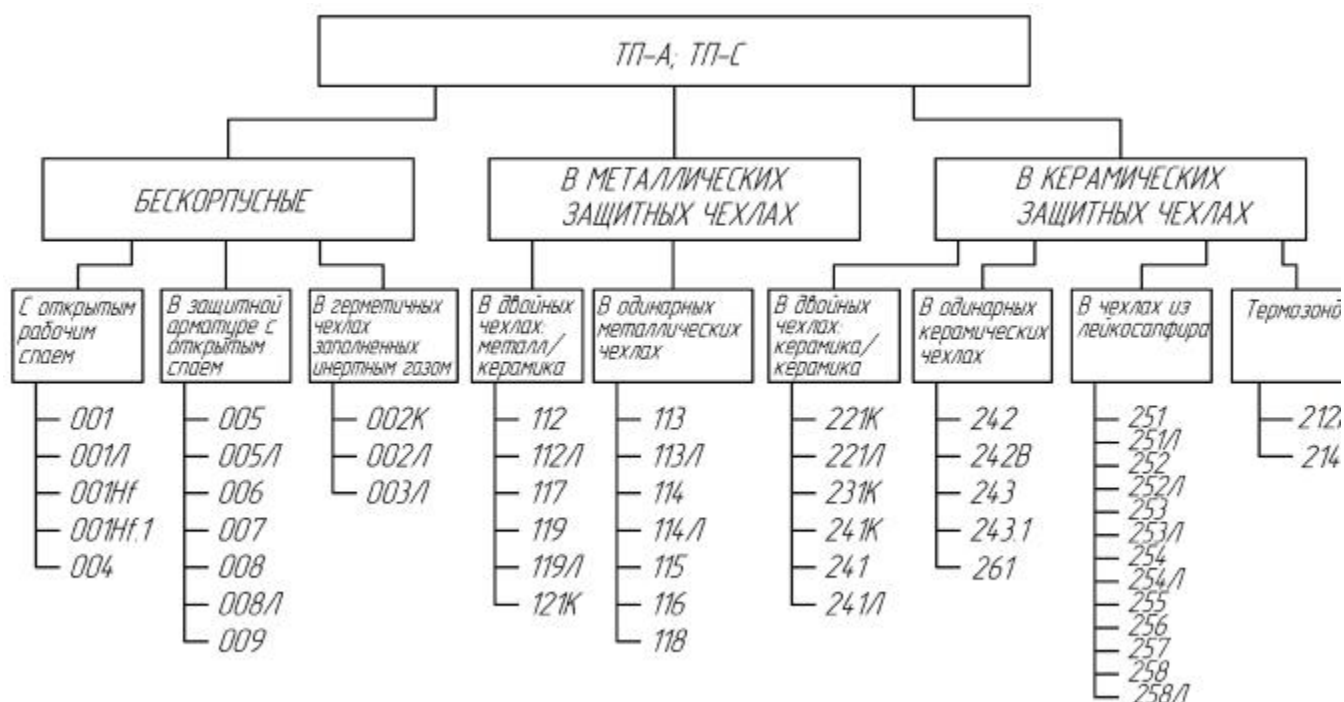 ТП-А; ТП-С
БЕСКОРПУСНЫЕ
В МЕТАЛЛИЧЕСКИХ
ЗАЩИТНЫХ ЧЕХЛАХ
В КЕРАМИЧЕСКИХ
ЗАЩИТНЫХ ЧЕХЛАХ
С открытым
рабочим
спаем
В защитной
арматуре с
открытым
спаем
В герметичных
чехлах
заполненных
инертным газом
В двойных
чехлах:
металл/
керамика
В одинарных
металлических
чехлах
В двойных
чехлах:
керамика/
керамика
В одинарных
керамических
чехлах
В чехлах из
лейкосапфира
Термозонд
001
001Л
001Hf
001Hf.1
004
005
005Л
006
007
008
008Л
009
002К
002Л
003Л
112
112Л
117
119
119Л
121К
113
113Л
114
114Л
115
116
118
221К
221Л
231К
241К
241
241Л
242
242В
243
243.1
261
251
251Л
252
252Л
253
253Л
254
254Л
255
256
257
258
258Л
212
214